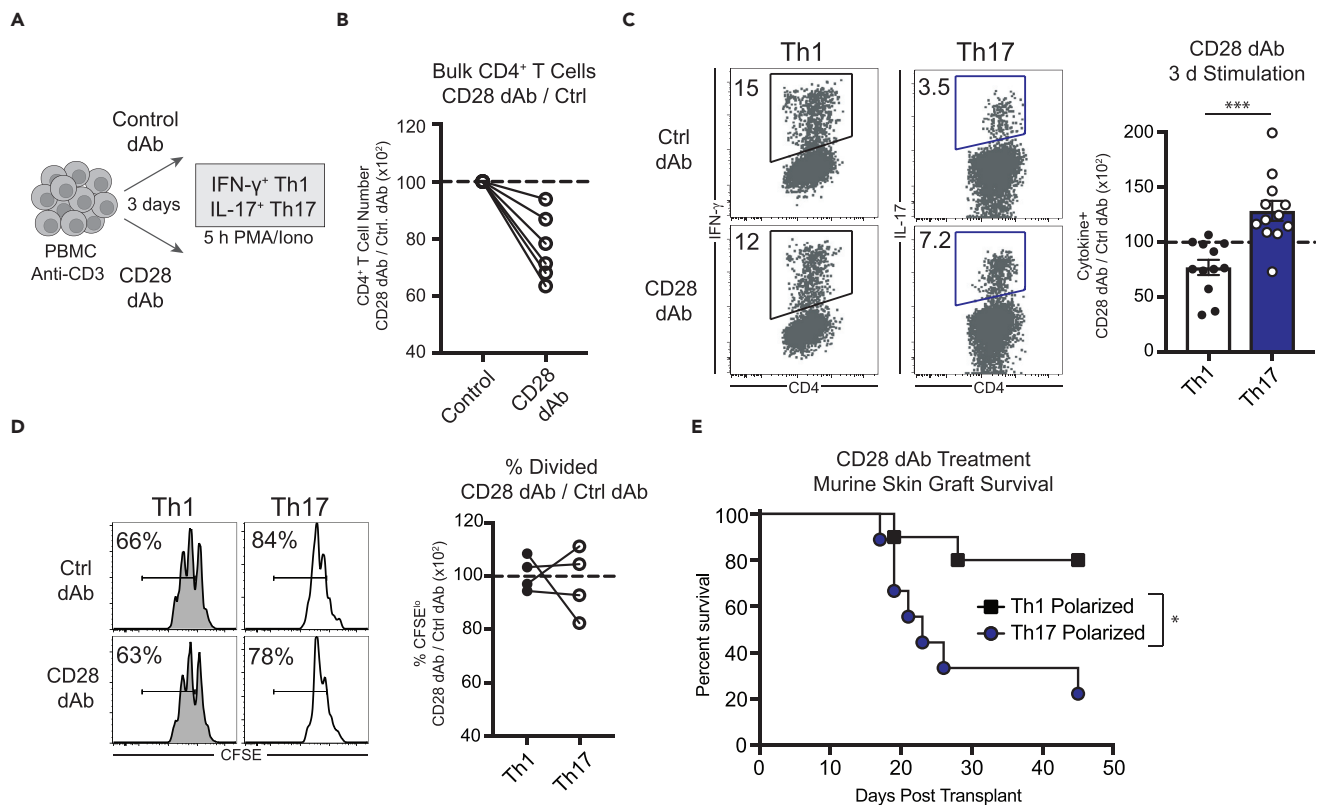 A
Control
dAb
3 days
PBMC
Anti-CD3
CD28
dAb
IFN-γ⁺ Th1
IL-17⁺ Th17
5 h PMA/Iono
B
Bulk CD4⁺ T Cells
CD28 dAb / Ctrl
CD4⁺ T Cell Number
CD28 dAb / Ctrl. dAb (x10²)
120
100
80
60
40
Control
CD28
dAb
C
Th1
Th17
Ctrl
dAb
CD28
dAb
15
3.5
12
7.2
IFN-γ
IL-17
CD4
CD4
CD28 dAb
3 d Stimulation
***
Cytokine+
CD28 dAb / Ctrl dAb (x10²)
200
150
100
50
0
Th1
Th17
D
Th1
Th17
Ctrl
dAb
66%
84%
CD28
dAb
63%
78%
CFSE
% Divided
CD28 dAb / Ctrl dAb
% CFSEˡᵒ
CD28 dAb / Ctrl dAb (x10²)
120
100
80
60
40
Th1
Th17
E
CD28 dAb Treatment
Murine Skin Graft Survival
Percent survival
100
80
60
40
20
0
Th1 Polarized
Th17 Polarized
*
0
10
20
30
40
50
Days Post Transplant